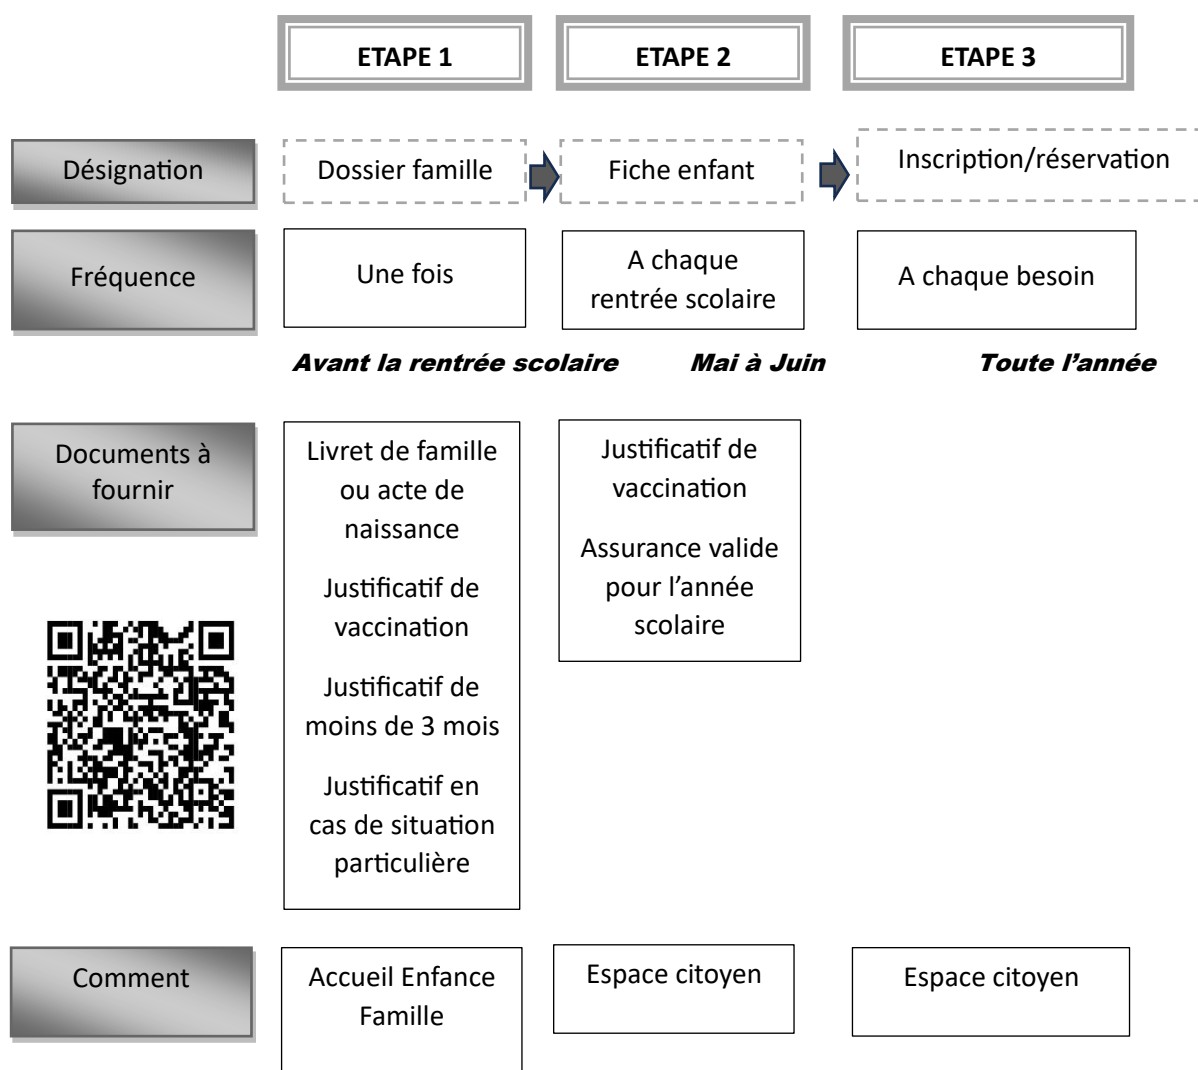 ETAPE 1
ETAPE 2
ETAPE 3
Désignation
Dossier famille
Fiche enfant
Inscription/réservation
Fréquence
Une fois
A chaque
rentrée scolaire
A chaque besoin
Avant la rentrée scolaire
Mai à Juin
Toute l’année
Documents à
fournir
Livret de famille
ou acte de
naissance
Justificatif de
vaccination
Justificatif de
moins de 3 mois
Justificatif en
cas de situation
particulière
Justificatif de
vaccination
Assurance valide
pour l’année
scolaire
Comment
Accueil Enfance
Famille
Espace citoyen
Espace citoyen